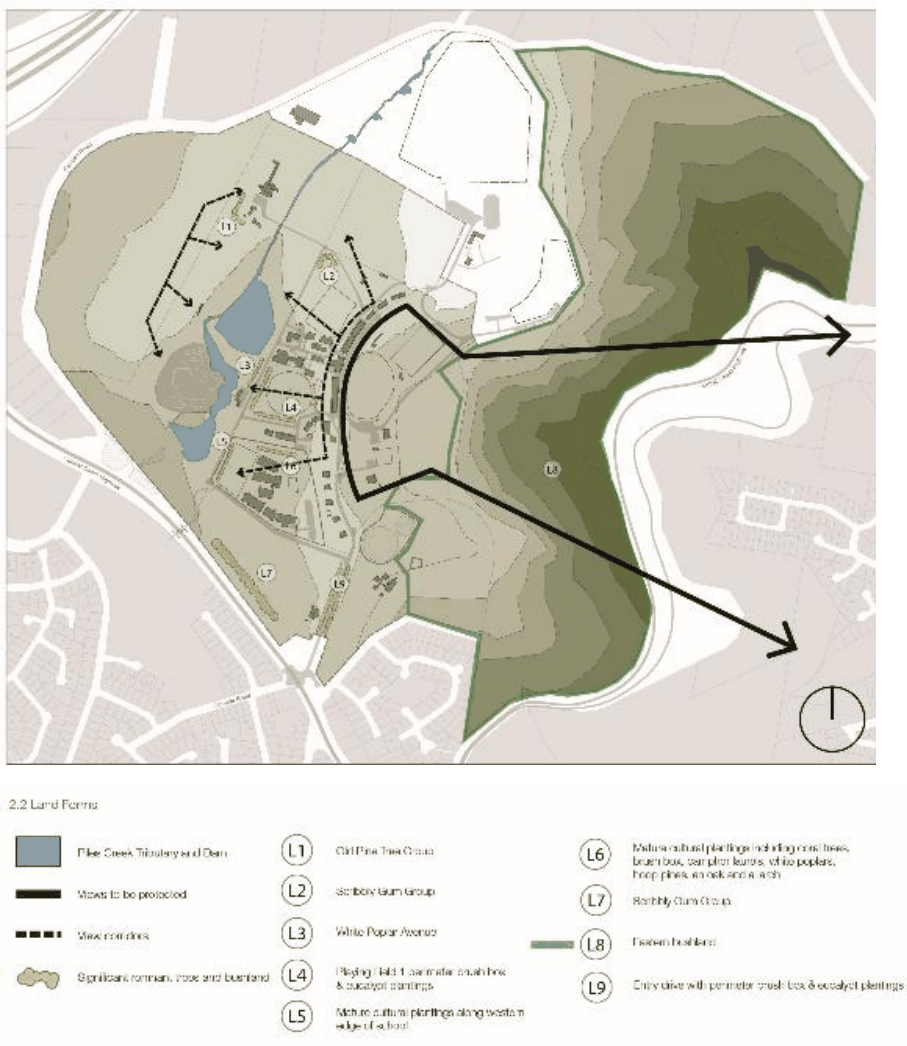 L1
L2
L3
L4
L5
L6
L7
L8
L9
2.2 Land Forms
Piles Creek Tributary and Dam
Views to be protected
View corridors
Significant remnant trees and bushland
L1 Old Pine Tree Group
L2 Scribbly Gum Group
L3 White Poplar Avenue
L4 Playing Field 1 perimeter brush box
& eucalypt plantings
L5 Mature cultural plantings along western
edge of school
L6 Mature cultural plantings including coral trees,
brush box, camphor laurels, white poplars,
hoop pines, an oak and a larch
L7 Scribbly Gum Group
L8 Eastern bushland
L9 Entry drive with perimeter brush box & eucalypt plantings